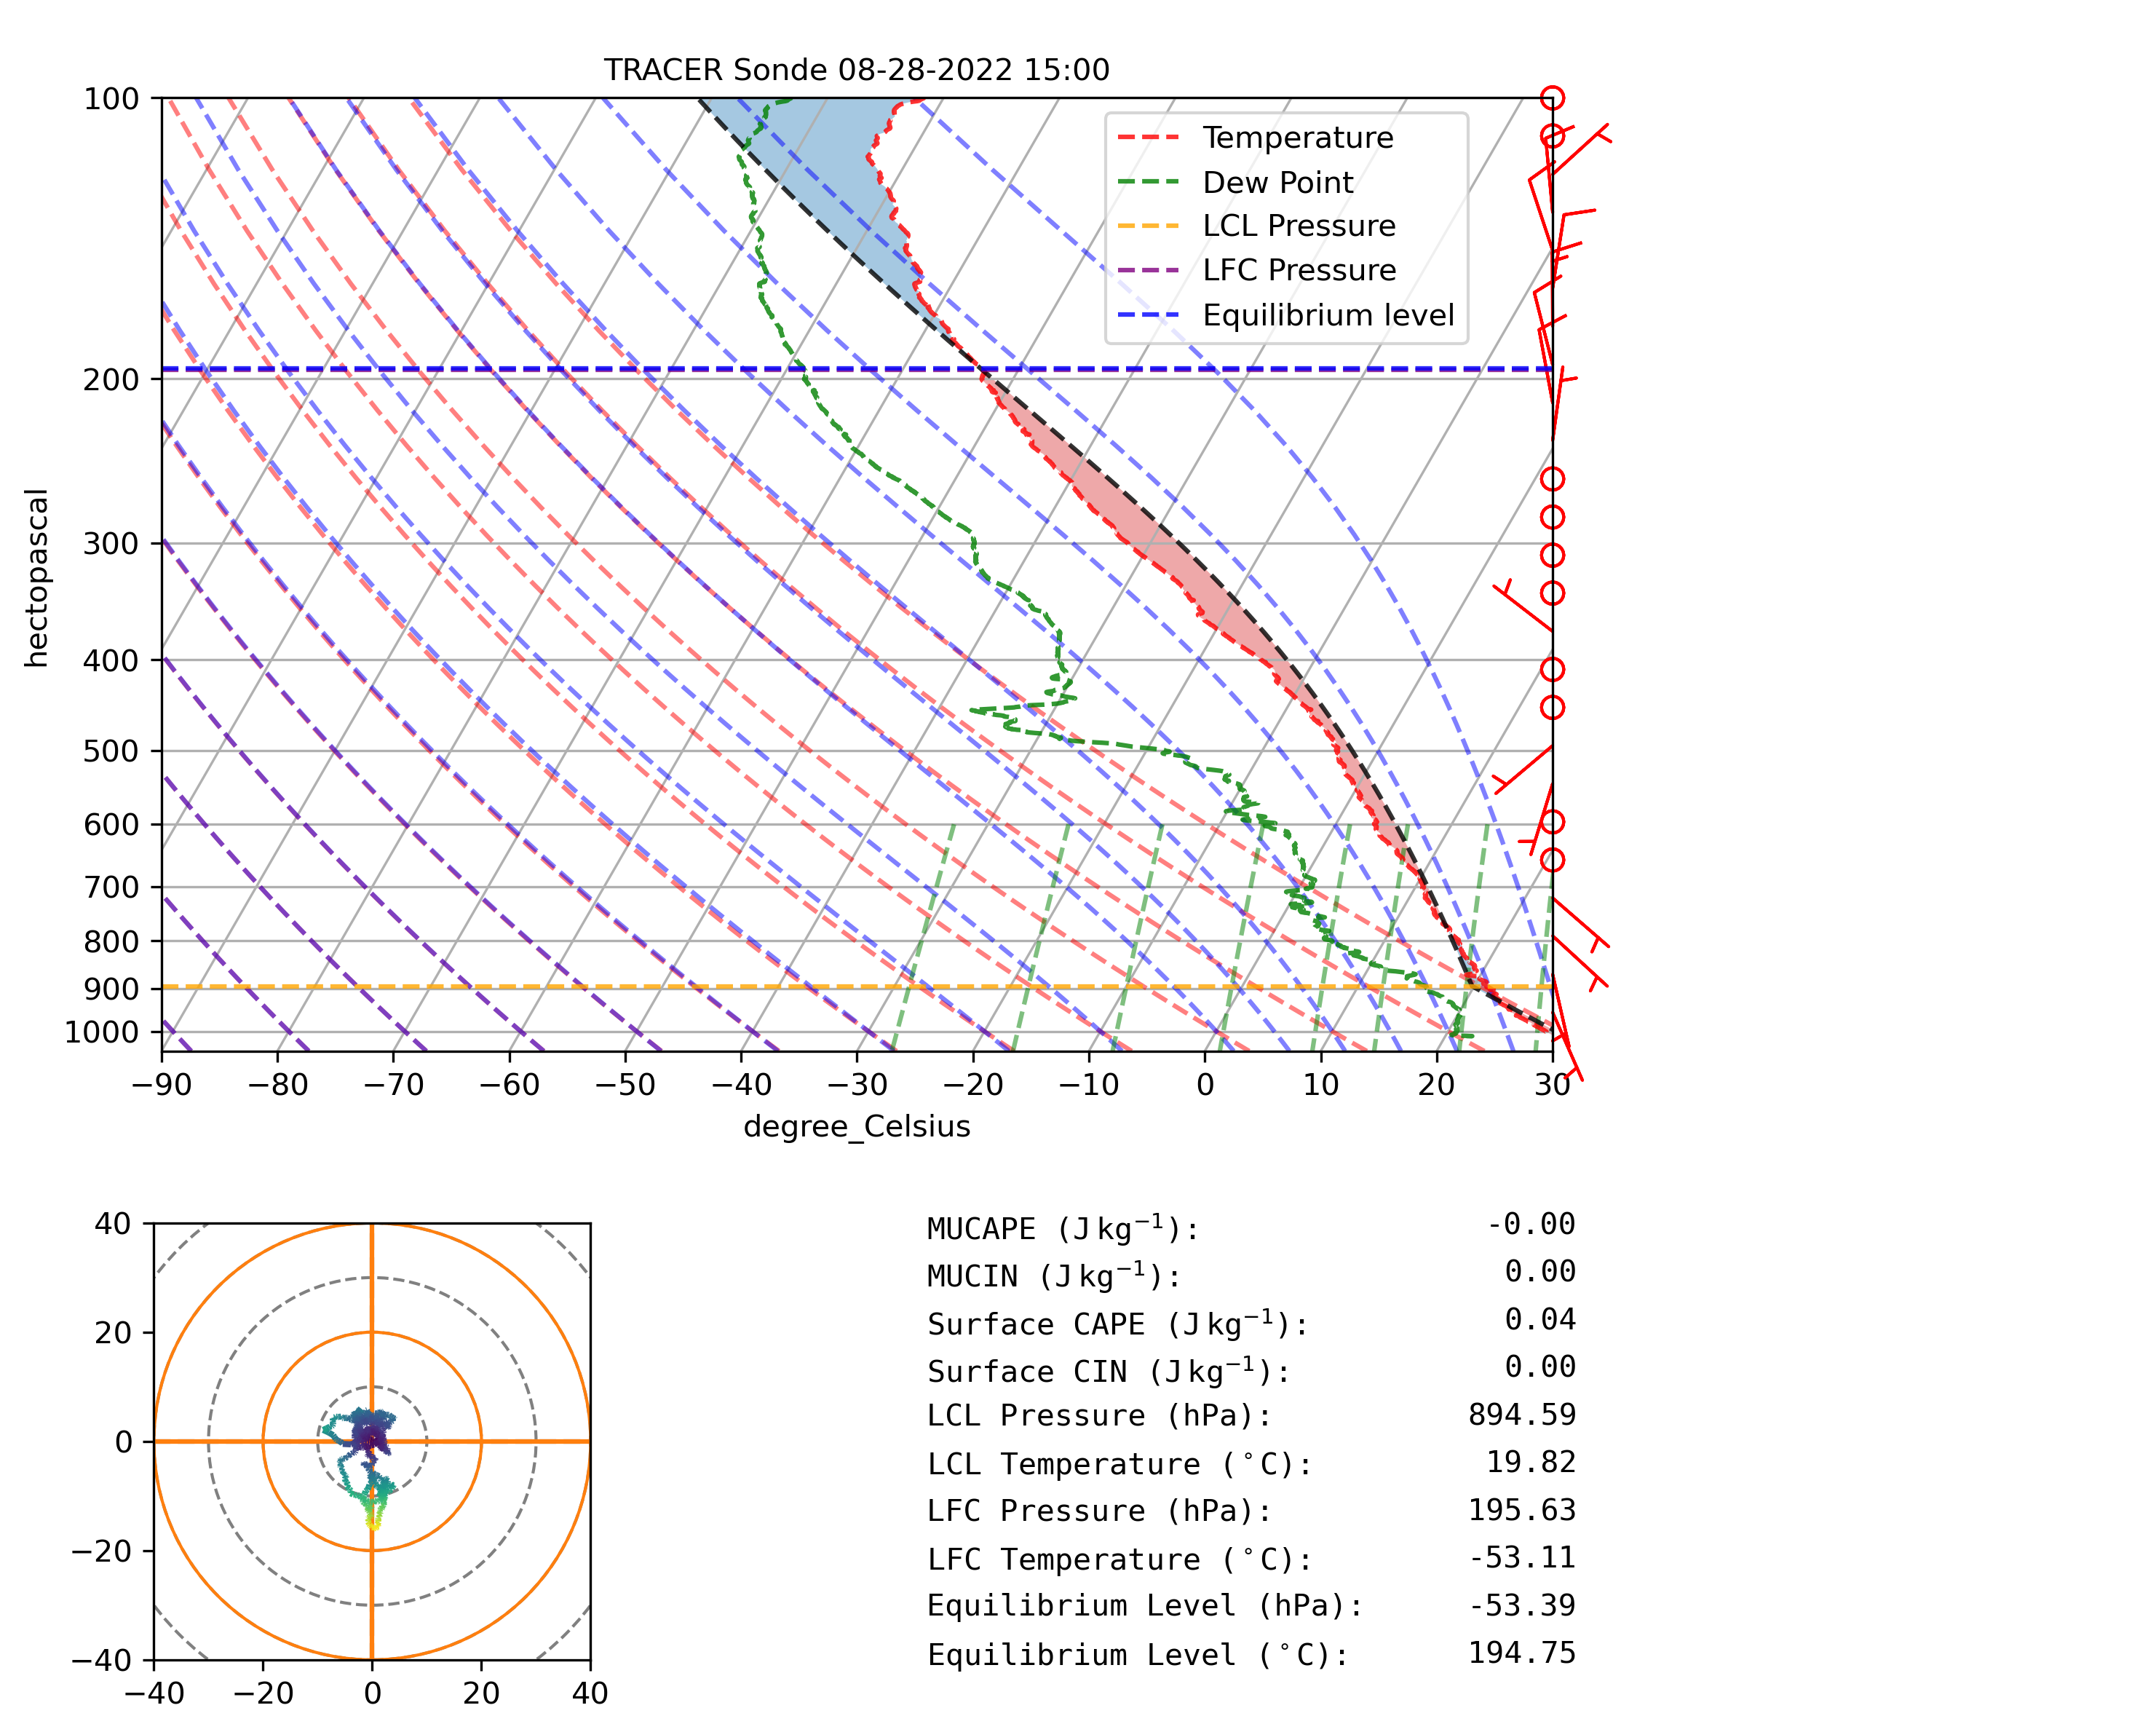 TRACER Sonde 08-28-2022 15:00
100
200
300
400
500
600
700
800
900
1000
hectopascal
Temperature
Dew Point
LCL Pressure
LFC Pressure
Equilibrium level
−90 −80 −70 −60 −50 −40 −30 −20 −10 0 10 20 30
degree_Celsius
40
20
0
−20
−40
−40 −20 0 20 40
MUCAPE (J kg⁻¹): -0.00
MUCIN (J kg⁻¹): 0.00
Surface CAPE (J kg⁻¹): 0.04
Surface CIN (J kg⁻¹): 0.00
LCL Pressure (hPa): 894.59
LCL Temperature (°C): 19.82
LFC Pressure (hPa): 195.63
LFC Temperature (°C): -53.11
Equilibrium Level (hPa): -53.39
Equilibrium Level (°C): 194.75